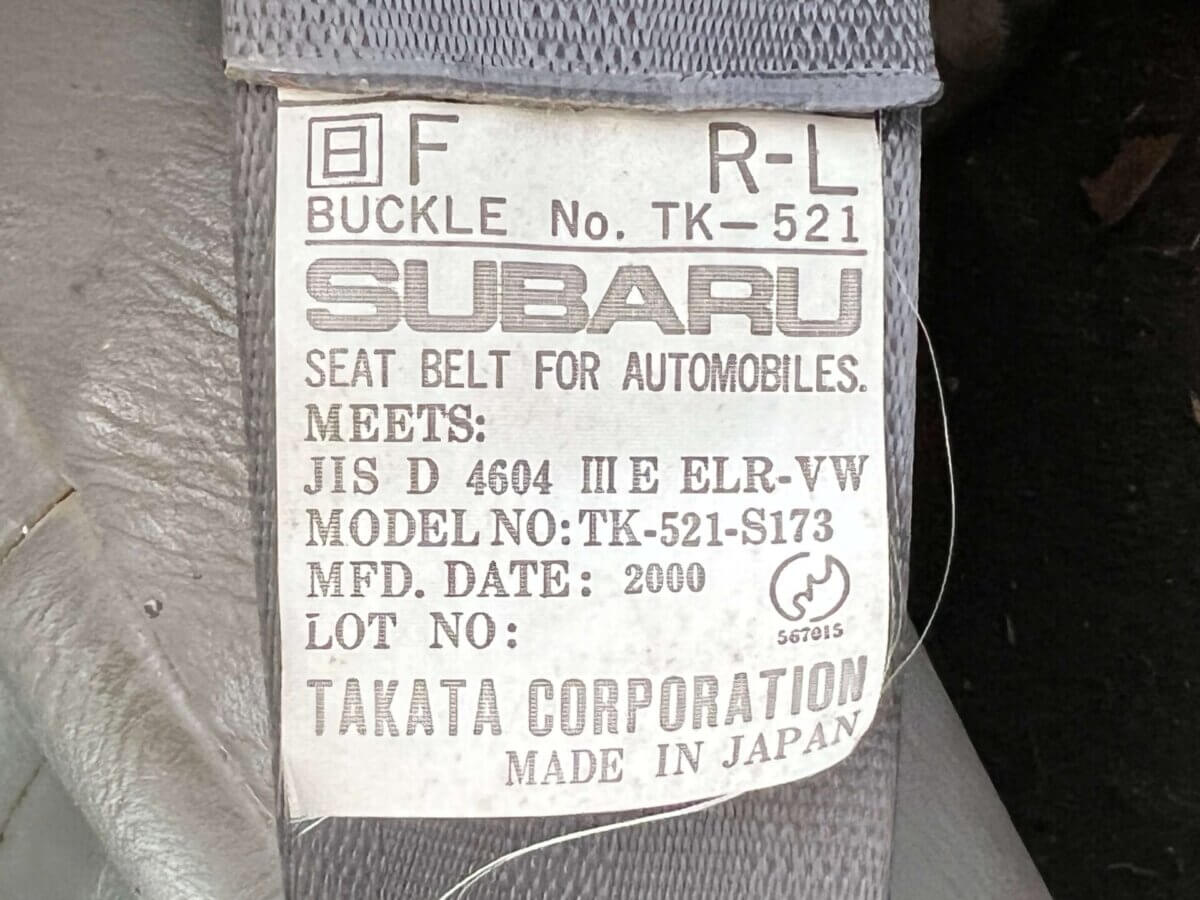 日 F R-L
BUCKLE No. TK-521
SUBARU
SEAT BELT FOR AUTOMOBILES.
MEETS:
JIS D 4604 III E ELR-VW
MODEL NO: TK-521-S173
MFD. DATE: 2000
LOT NO:
567015
TAKATA CORPORATION
MADE IN JAPAN